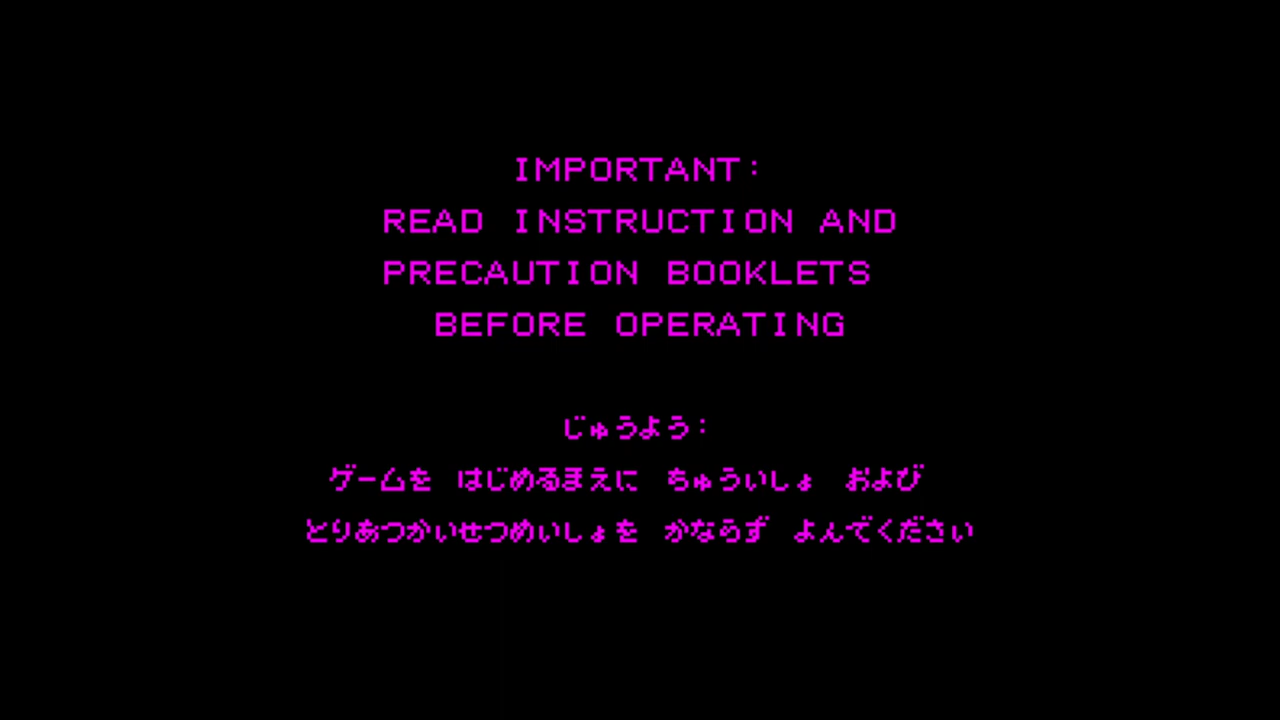 IMPORTANT:
READ INSTRUCTION AND
PRECAUTION BOOKLETS
BEFORE OPERATING
じゅうよう:
ゲームを はじめるまえに ちゅういしょ および
とりあつかいせつめいしょを かならず よんでください